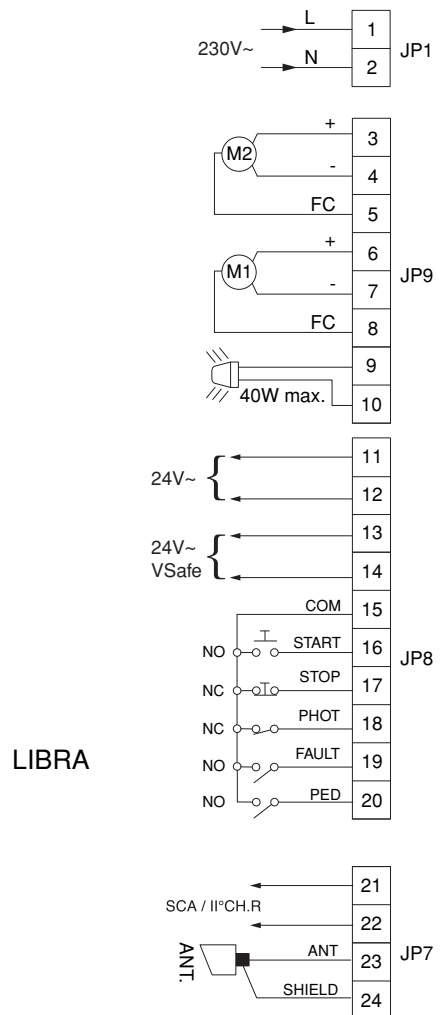 L 1
230V~ JP1
N 2
+ 3
M2
- 4
FC 5
+ 6
M1
- 7 JP9
FC 8
9
40W max. 10
11
24V~
12
13
24V~
VSafe
14
COM 15
NO START 16
JP8
NC STOP 17
NC PHOT 18
LIBRA
NO FAULT 19
NO PED 20
21
SCA / II°CH.R
22
ANT. ANT 23 JP7
SHIELD 24